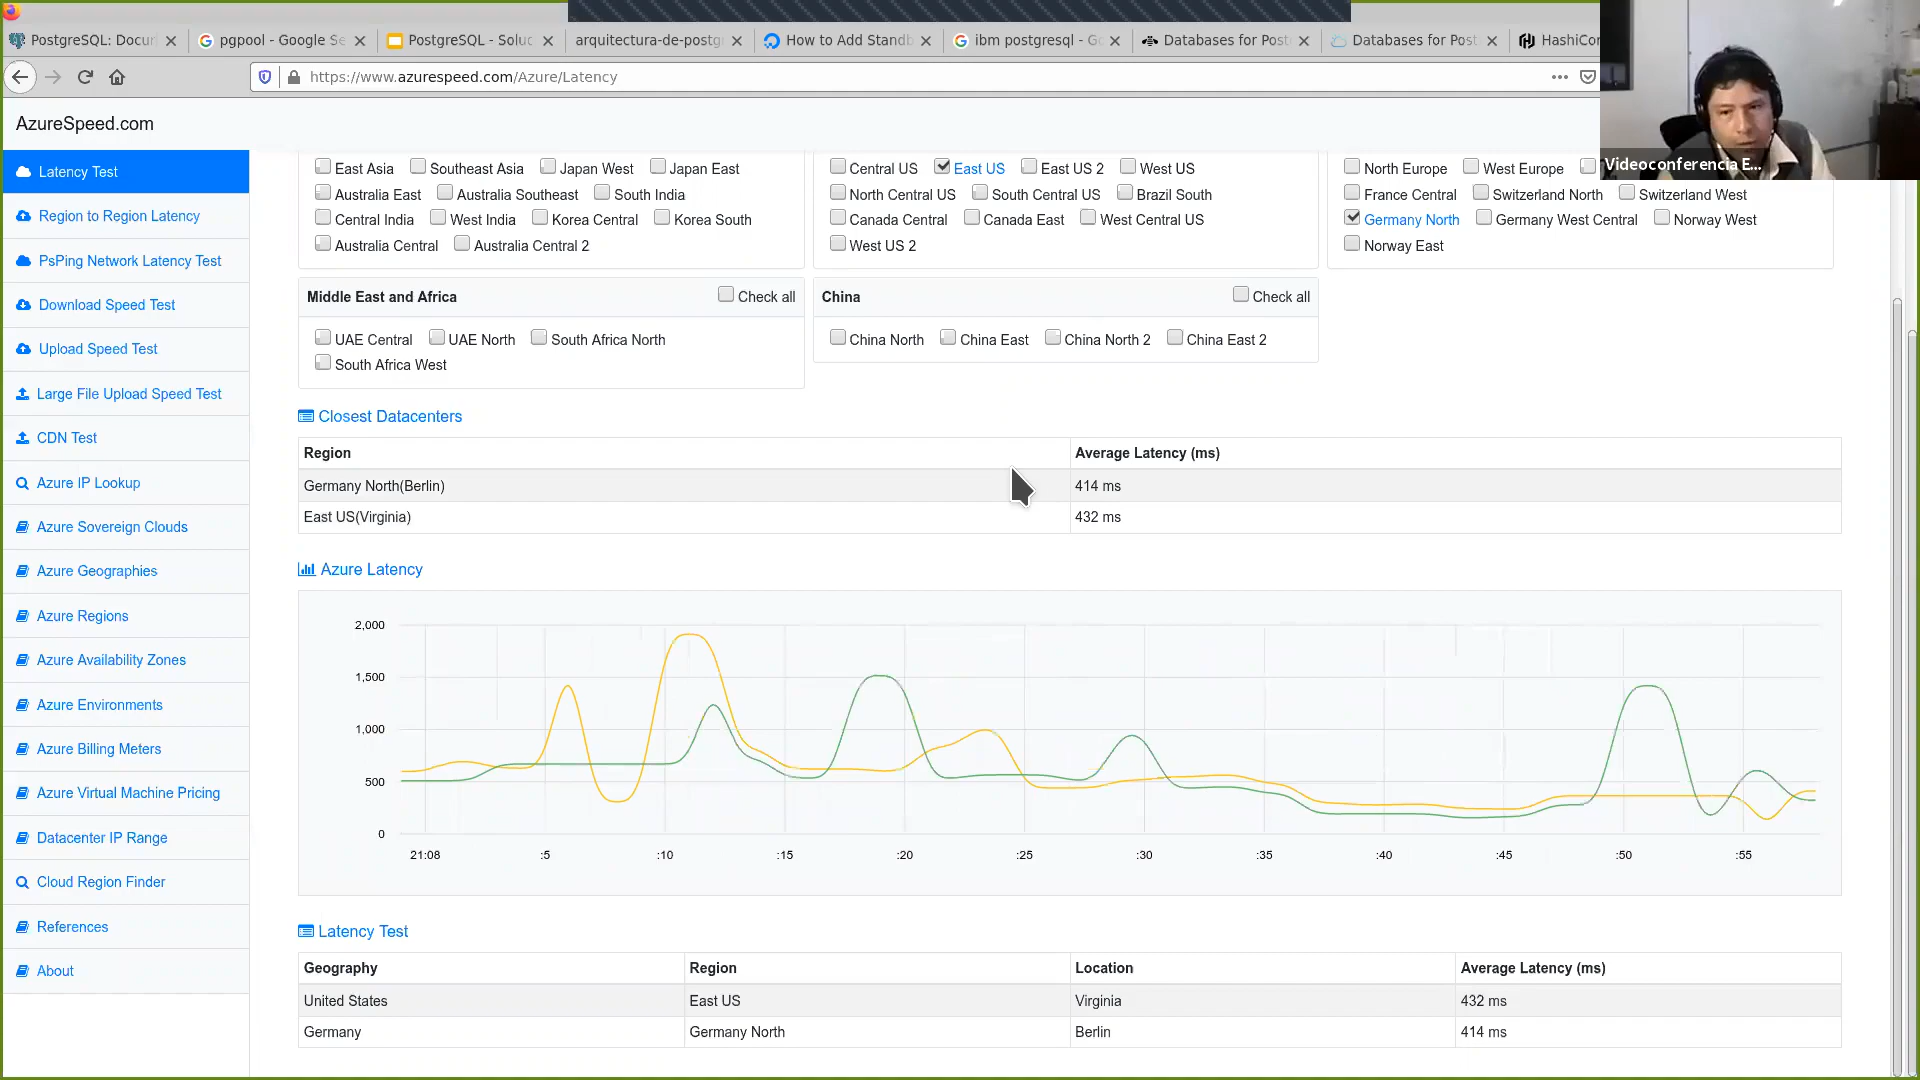 PostgreSQL: Docu
pgpool - Google Se
PostgreSQL - Soluc
arquitectura-de-postg
How to Add Standb
ibm postgresql - G
Databases for Post
Databases for Post
HashiCor
https://www.azurespeed.com/Azure/Latency
Videoconferencia E...
AzureSpeed.com
Latency Test
Region to Region Latency
PsPing Network Latency Test
Download Speed Test
Upload Speed Test
Large File Upload Speed Test
CDN Test
Azure IP Lookup
Azure Sovereign Clouds
Azure Geographies
Azure Regions
Azure Availability Zones
Azure Environments
Azure Billing Meters
Azure Virtual Machine Pricing
Datacenter IP Range
Cloud Region Finder
References
About
East Asia Southeast Asia Japan West Japan East
Australia East Australia Southeast South India
Central India West India Korea Central Korea South
Australia Central Australia Central 2
Central US East US East US 2 West US
North Central US South Central US Brazil South
Canada Central Canada East West Central US
West US 2
North Europe West Europe
France Central Switzerland North Switzerland West
Germany North Germany West Central Norway West
Norway East
Middle East and Africa Check all
UAE Central UAE North South Africa North
South Africa West
China Check all
China North China East China North 2 China East 2
Closest Datacenters
Region Average Latency (ms)
Germany North(Berlin) 414 ms
East US(Virginia) 432 ms
Azure Latency
2,000
1,500
1,000
500
0
21:08 :5 :10 :15 :20 :25 :30 :35 :40 :45 :50 :55
Latency Test
Geography Region Location Average Latency (ms)
United States East US Virginia 432 ms
Germany Germany North Berlin 414 ms